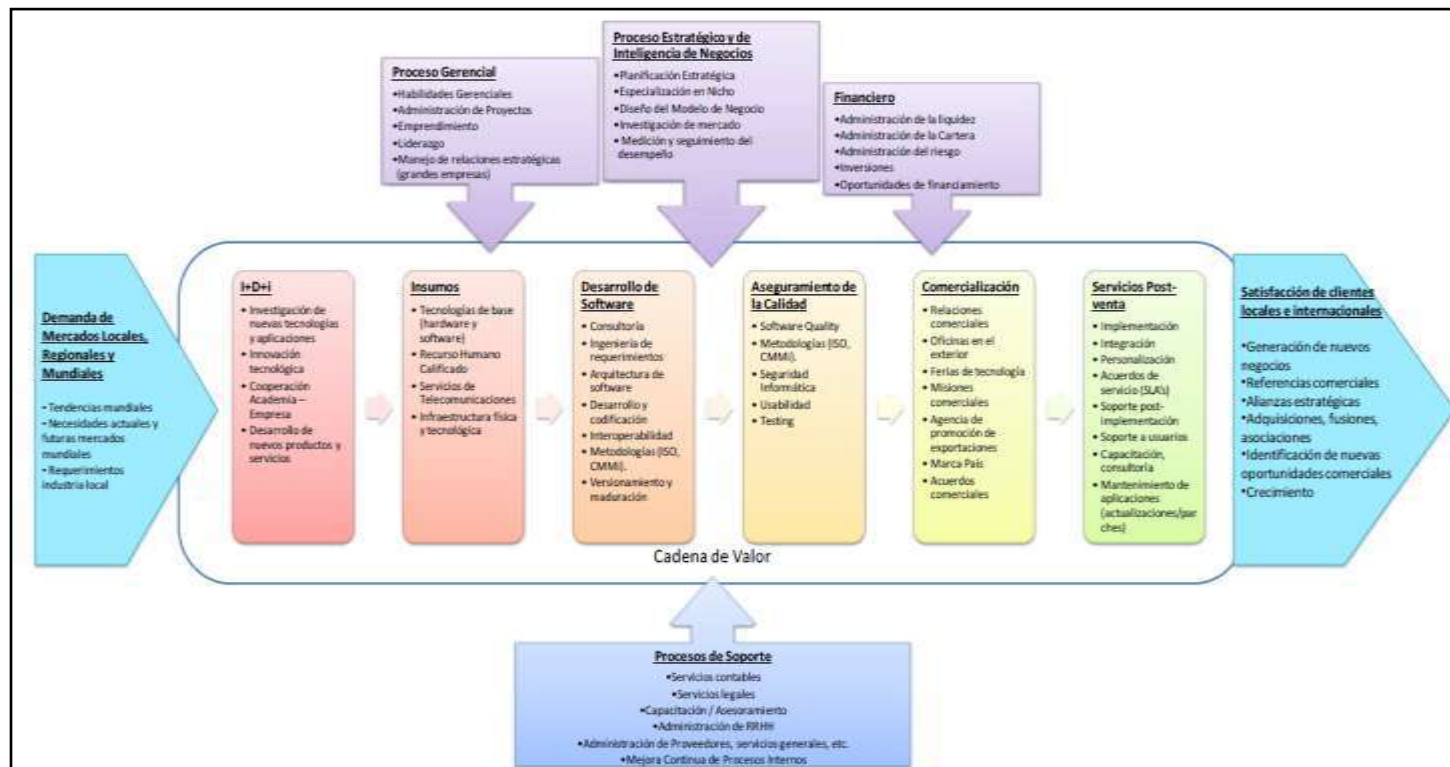 Proceso Gerencial
•Habilidades Gerenciales
•Administración de Proyectos
•Emprendimiento
•Liderazgo
•Manejo de relaciones estratégicas
(grandes empresas)
Proceso Estratégico y de
Inteligencia de Negocios
•Planificación Estratégica
•Especialización en Nicho
•Diseño del Modelo de Negocio
•Investigación de mercado
• Medición y seguimiento del
desempeño
Financiero
•Administración de la liquidez
•Administración de la Cartera
•Administración del riesgo
•Inversiones
•Oportunidades de financiamiento
Demanda de
Mercados Locales,
Regionales y
Mundiales
- Tendencias mundiales
- Necesidades actuales y
futuras mercados
mundiales
- Requerimientos
industria local
I+D+i
• Investigación de
nuevas tecnologías
y aplicaciones
• Innovación
tecnológica
• Cooperación
Academia –
Empresa
• Desarrollo de
nuevos productos y
servicios
Insumos
• Tecnologías de base
(hardware y
software)
• Recurso Humano
Calificado
• Servicios de
Telecomunicaciones
• Infraestructura física
y tecnológica
Desarrollo de
Software
• Consultoría
• Ingeniería de
requerimientos
• Arquitectura de
software
• Desarrollo y
codificación
• Interoperabilidad
• Metodologías (ISO,
CMMi).
• Versionamiento y
maduración
Aseguramiento de
la Calidad
• Software Quality
• Metodologías (ISO,
CMMi).
• Seguridad
Informática
• Usabilidad
• Testing
Comercialización
• Relaciones
comerciales
• Oficinas en el
exterior
• Ferias de tecnología
• Misiones
comerciales
• Agencia de
promoción de
exportaciones
• Marca País
• Acuerdos
comerciales
Servicios Post-
venta
• Implementación
• Integración
• Personalización
• Acuerdos de
servicio (SLA's)
• Soporte post-
implementación
• Soporte a usuarios
• Capacitación,
consultoría
• Mantenimiento de
aplicaciones
(actualizaciones/par
ches)
Satisfacción de clientes
locales e internacionales
•Generación de nuevos
negocios
•Referencias comerciales
•Alianzas estratégicas
•Adquisiciones, fusiones,
asociaciones
•Identificación de nuevas
oportunidades comerciales
•Crecimiento
Cadena de Valor
Procesos de Soporte
•Servicios contables
•Servicios legales
•Capacitación / Asesoramiento
•Administración de RRHH
•Administración de Proveedores, servicios generales, etc.
•Mejora Continua de Procesos Internos